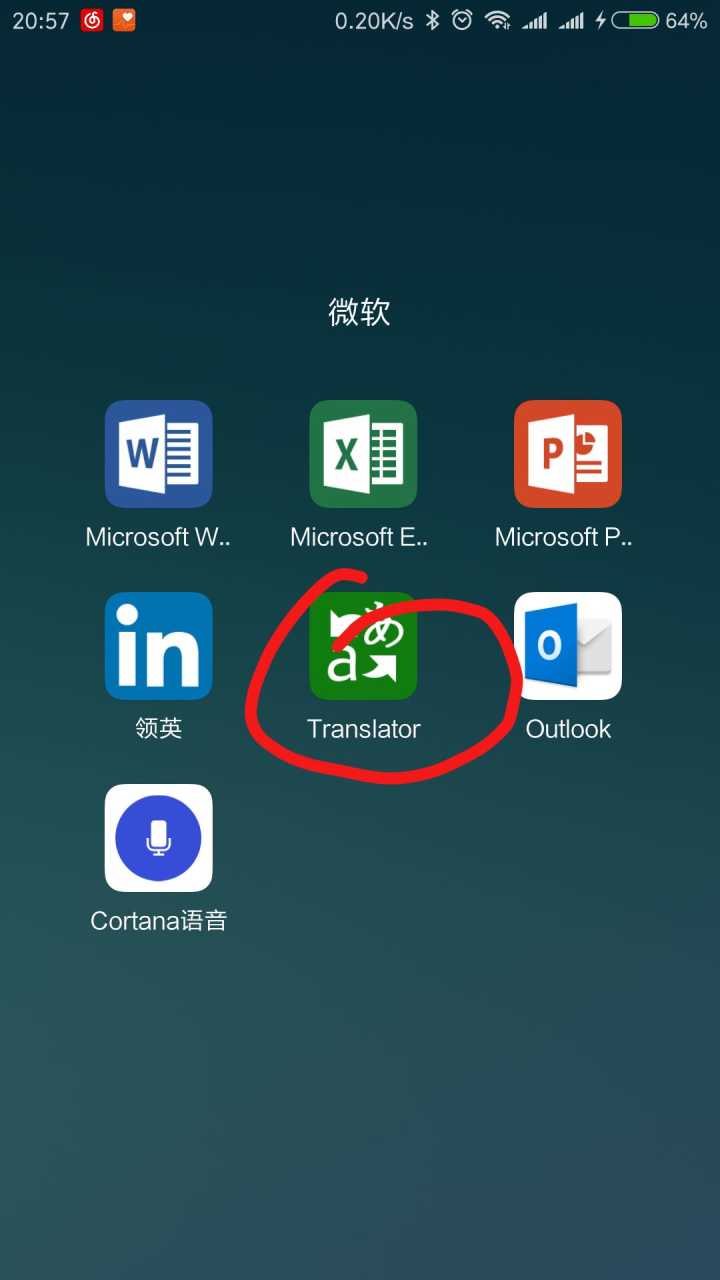 20:57 0.20K/s 64%
微软
W X P
Microsoft W.. Microsoft E.. Microsoft P..
in あ a O
领英 Translator Outlook
Cortana语音